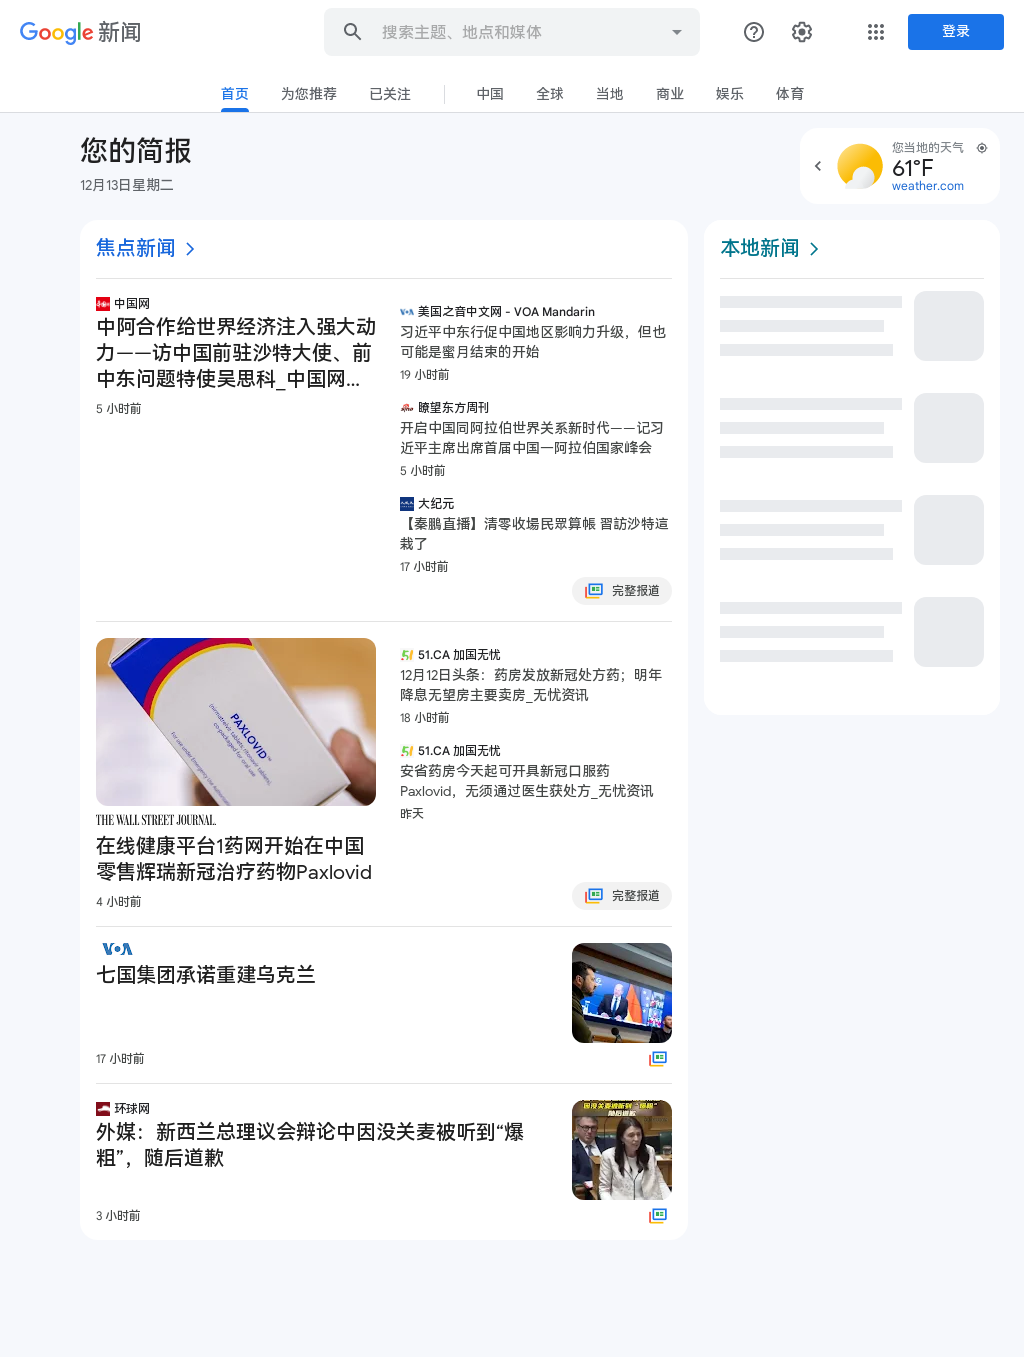 Google 新闻
搜索主题、地点和媒体
登录
首页
为您推荐
已关注
中国
全球
当地
商业
娱乐
体育
您的简报
12月13日星期二
您当地的天气
61°F
weather.com
焦点新闻
中国网
中阿合作给世界经济注入强大动
力——访中国前驻沙特大使、前
中东问题特使吴思科_中国网...
5 小时前
美国之音中文网 - VOA Mandarin
习近平中东行促中国地区影响力升级，但也
可能是蜜月结束的开始
19 小时前
瞭望东方周刊
开启中国同阿拉伯世界关系新时代——记习
近平主席出席首届中国—阿拉伯国家峰会
5 小时前
大纪元
【秦鹏直播】清零收場民眾算帳 習訪沙特這
栽了
17 小时前
完整报道
PAXLOVID™
THE WALL STREET JOURNAL.
在线健康平台1药网开始在中国
零售辉瑞新冠治疗药物Paxlovid
4 小时前
51.CA 加国无忧
12月12日头条：药房发放新冠处方药；明年
降息无望房主要卖房_无忧资讯
18 小时前
51.CA 加国无忧
安省药房今天起可开具新冠口服药
Paxlovid，无须通过医生获处方_无忧资讯
昨天
完整报道
VOA
七国集团承诺重建乌克兰
17 小时前
环球网
外媒：新西兰总理议会辩论中因没关麦被听到“爆
粗”，随后道歉
3 小时前
本地新闻